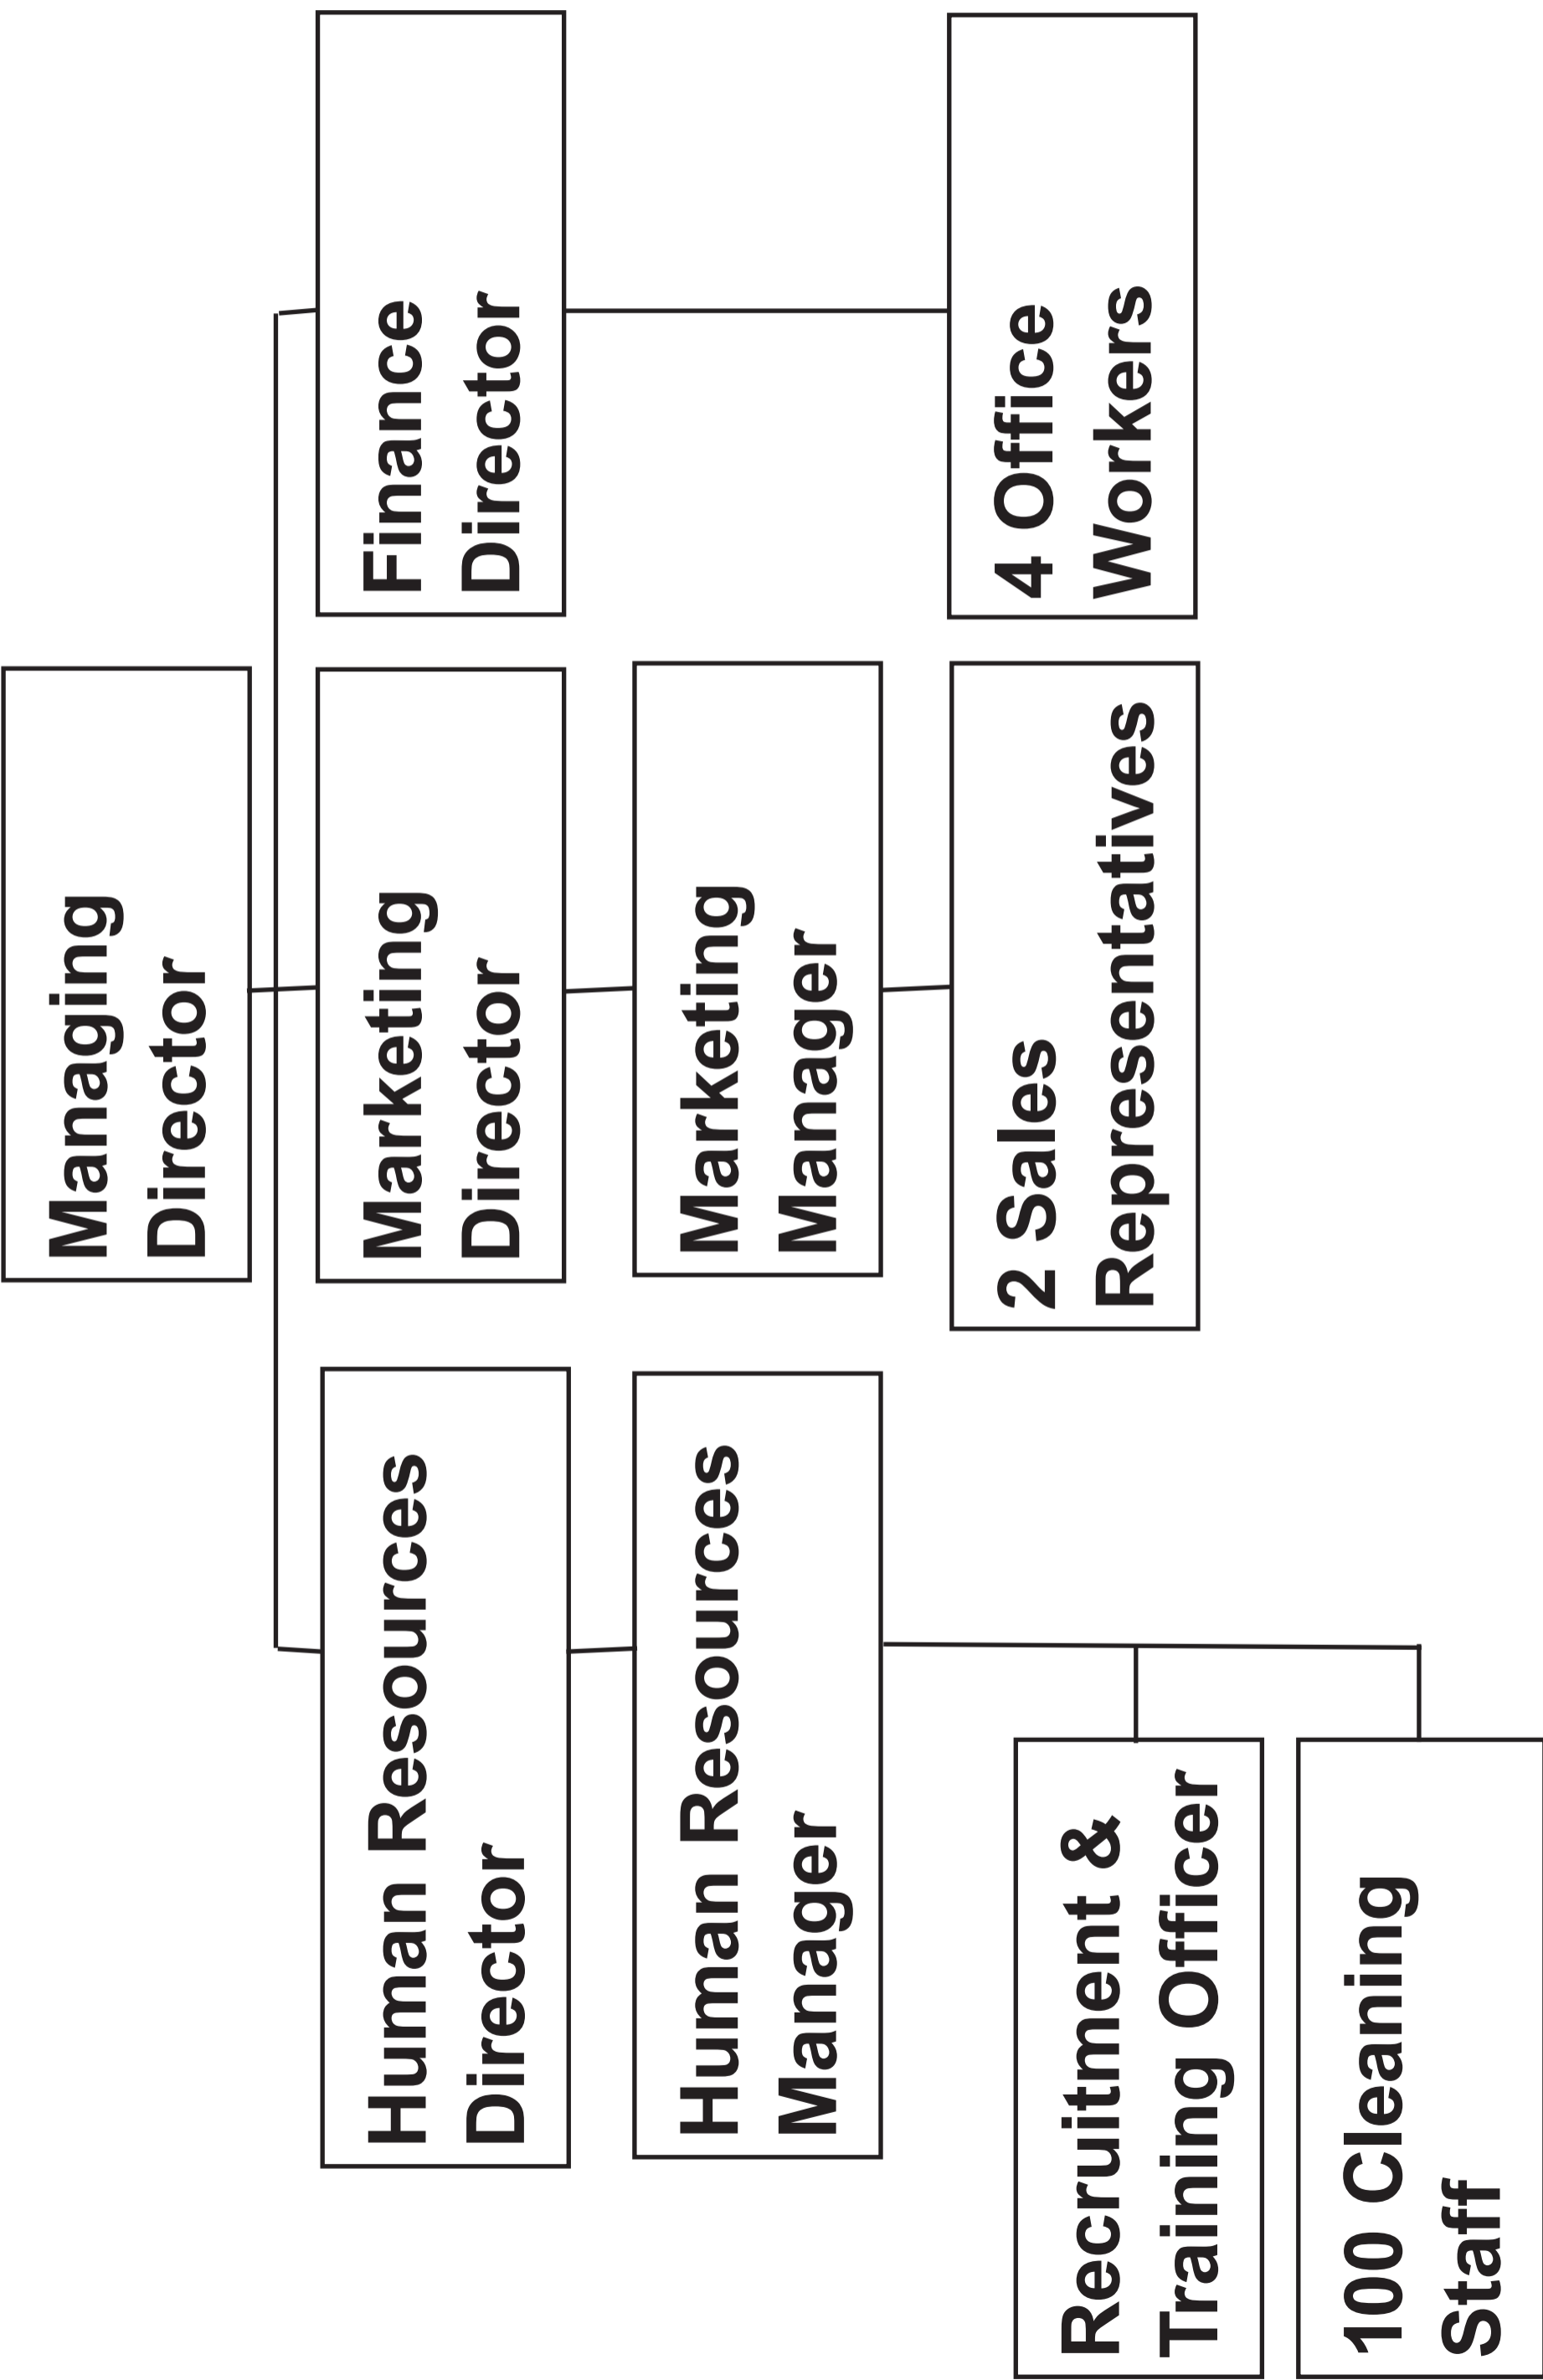 Managing
Director
Human Resources
Director
Marketing
Director
Finance
Director
Human Resources
Manager
Marketing
Manager
2 Sales
Representatives
4 Office
Workers
Recruitment &
Training Officer
1000 Cleaning
Staff